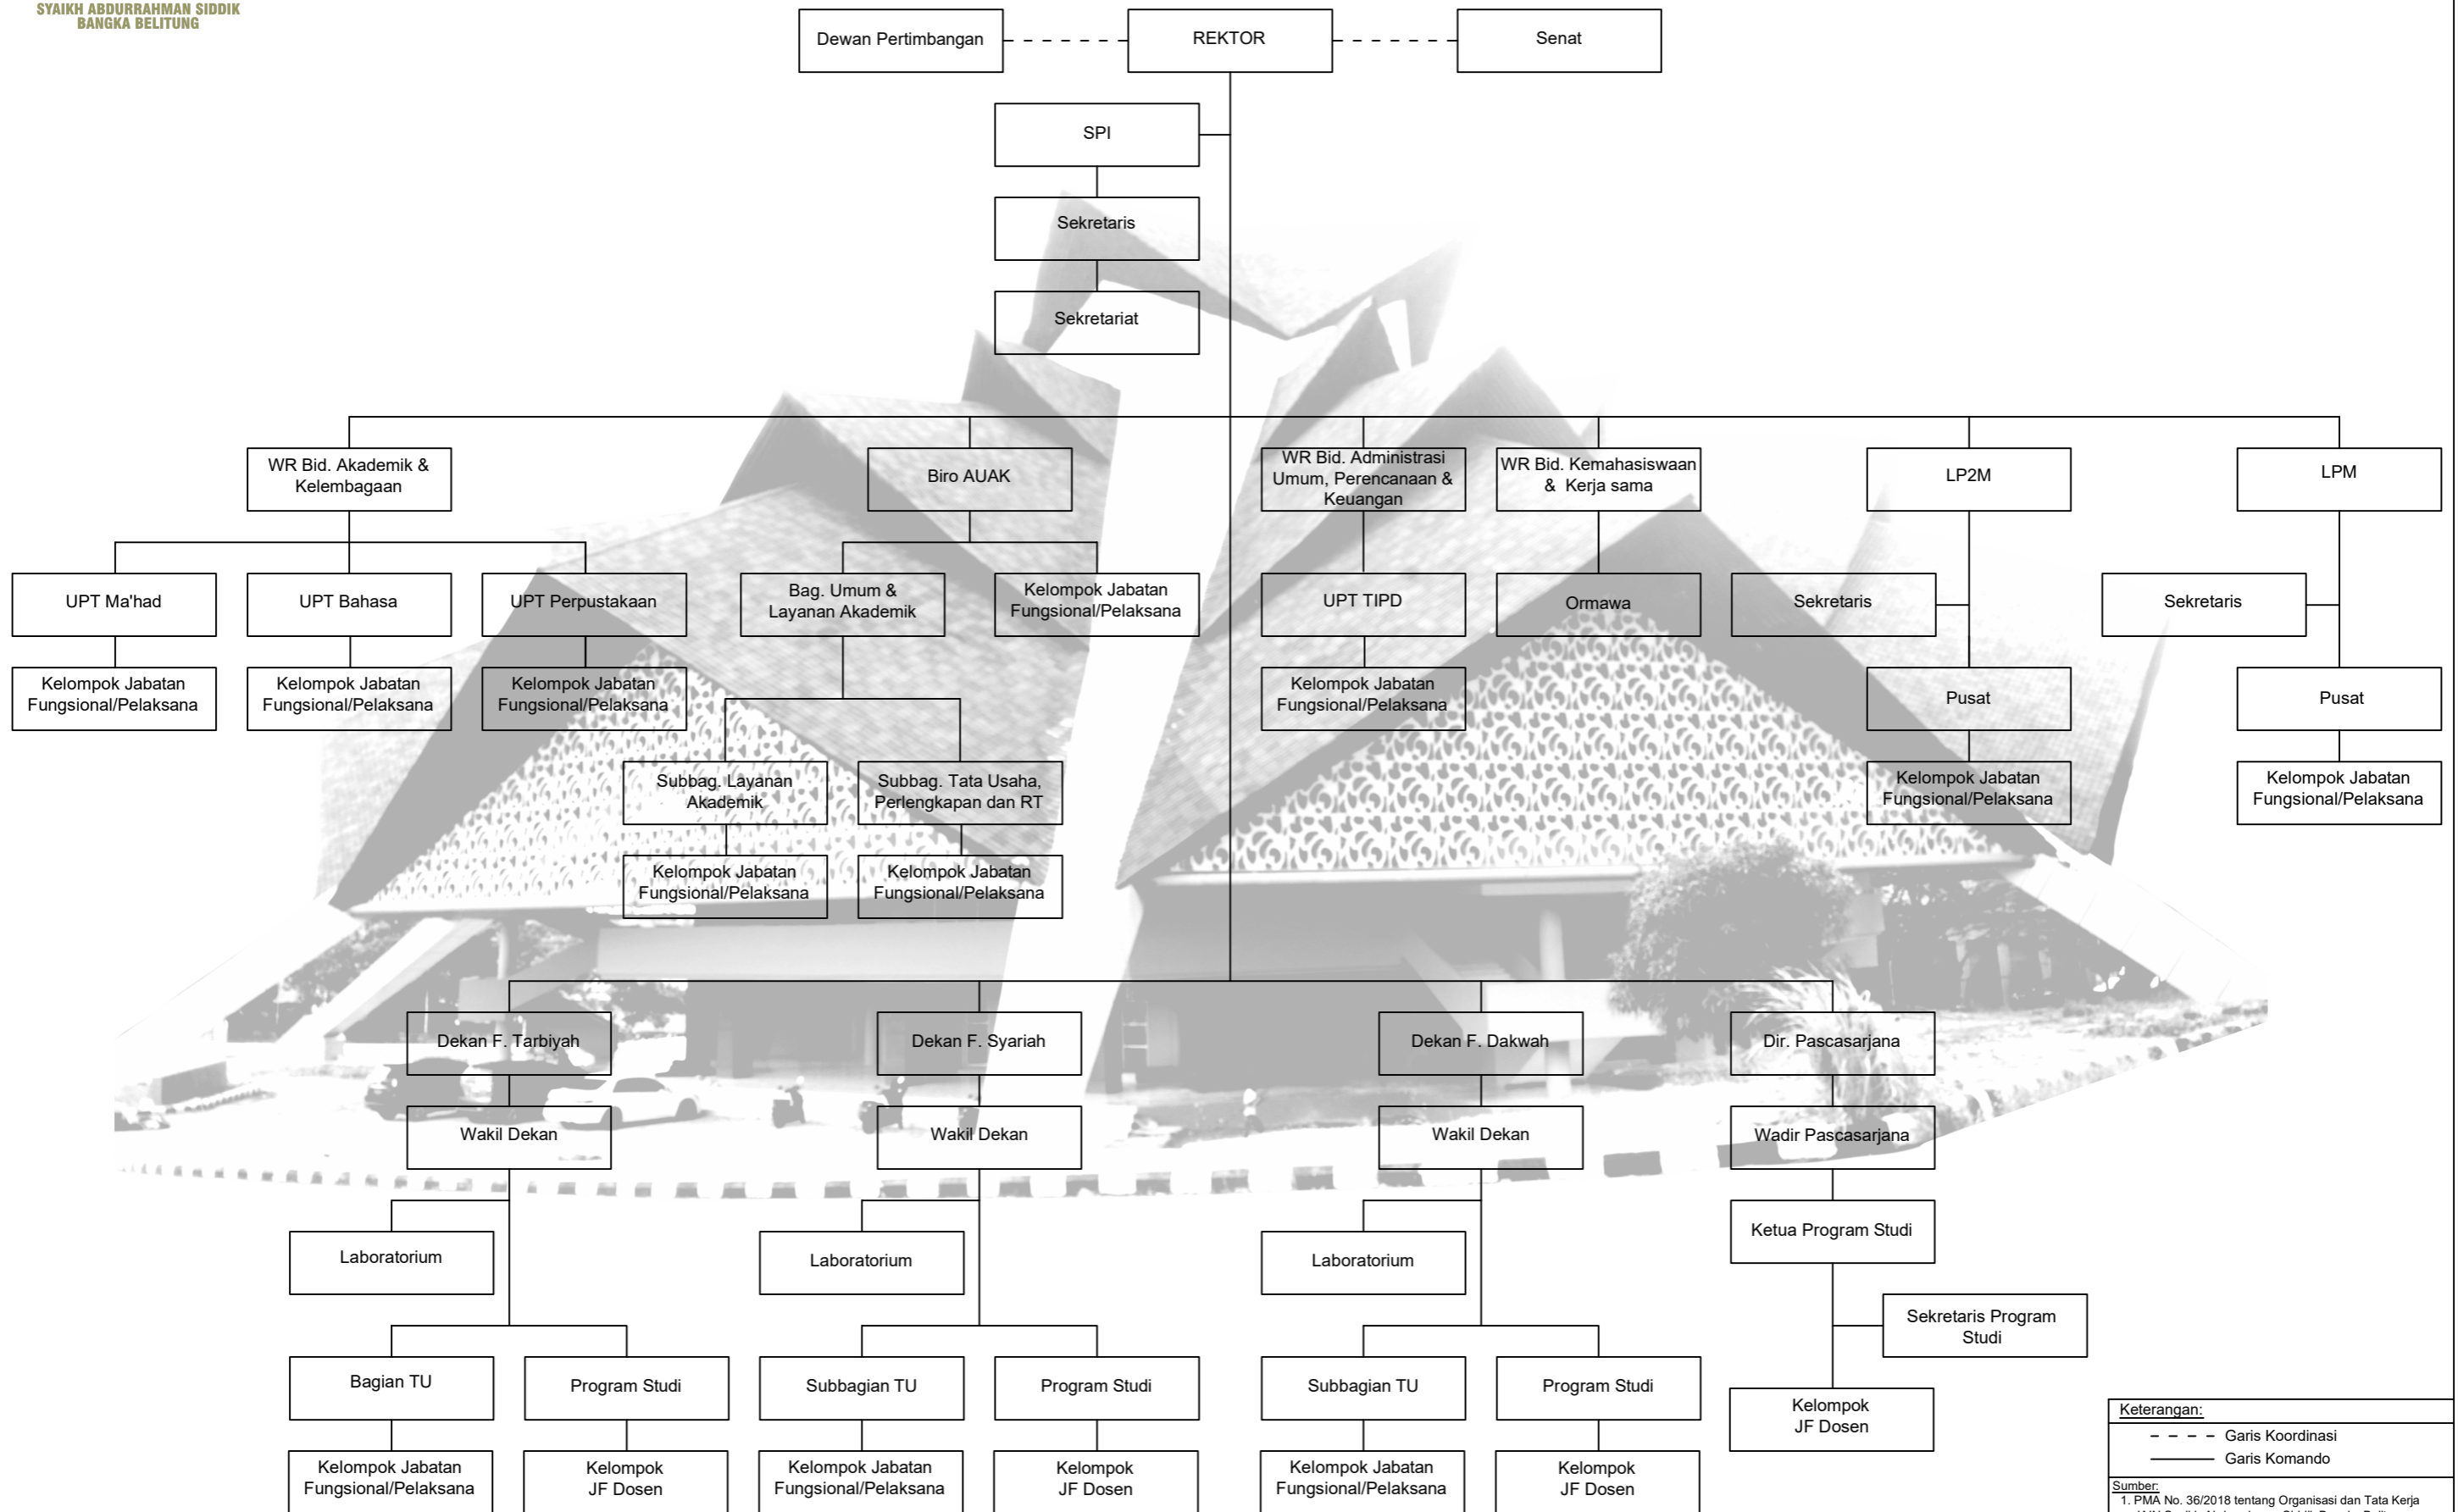 SYAIKH ABDURRAHMAN SIDDIK
BANGKA BELITUNG
Dewan Pertimbangan
REKTOR
Senat
SPI
Sekretaris
Sekretariat
WR Bid. Akademik &
Kelembagaan
Biro AUAK
WR Bid. Administrasi
Umum, Perencanaan &
Keuangan
WR Bid. Kemahasiswaan
& Kerja sama
LP2M
LPM
UPT Ma'had
UPT Bahasa
UPT Perpustakaan
Bag. Umum &
Layanan Akademik
Kelompok Jabatan
Fungsional/Pelaksana
UPT TIPD
Ormawa
Sekretaris
Sekretaris
Kelompok Jabatan
Fungsional/Pelaksana
Kelompok Jabatan
Fungsional/Pelaksana
Kelompok Jabatan
Fungsional/Pelaksana
Kelompok Jabatan
Fungsional/Pelaksana
Pusat
Pusat
Subbag. Layanan
Akademik
Subbag. Tata Usaha,
Perlengkapan dan RT
Kelompok Jabatan
Fungsional/Pelaksana
Kelompok Jabatan
Fungsional/Pelaksana
Kelompok Jabatan
Fungsional/Pelaksana
Kelompok Jabatan
Fungsional/Pelaksana
Dekan F. Tarbiyah
Dekan F. Syariah
Dekan F. Dakwah
Dir. Pascasarjana
Wakil Dekan
Wakil Dekan
Wakil Dekan
Wadir Pascasarjana
Laboratorium
Laboratorium
Laboratorium
Ketua Program Studi
Sekretaris Program
Studi
Bagian TU
Program Studi
Subbagian TU
Program Studi
Subbagian TU
Program Studi
Kelompok
JF Dosen
Kelompok Jabatan
Fungsional/Pelaksana
Kelompok
JF Dosen
Kelompok Jabatan
Fungsional/Pelaksana
Kelompok
JF Dosen
Kelompok Jabatan
Fungsional/Pelaksana
Kelompok
JF Dosen
Keterangan:
Garis Koordinasi
Garis Komando
Sumber:
1. PMA No. 36/2018 tentang Organisasi dan Tata Kerja